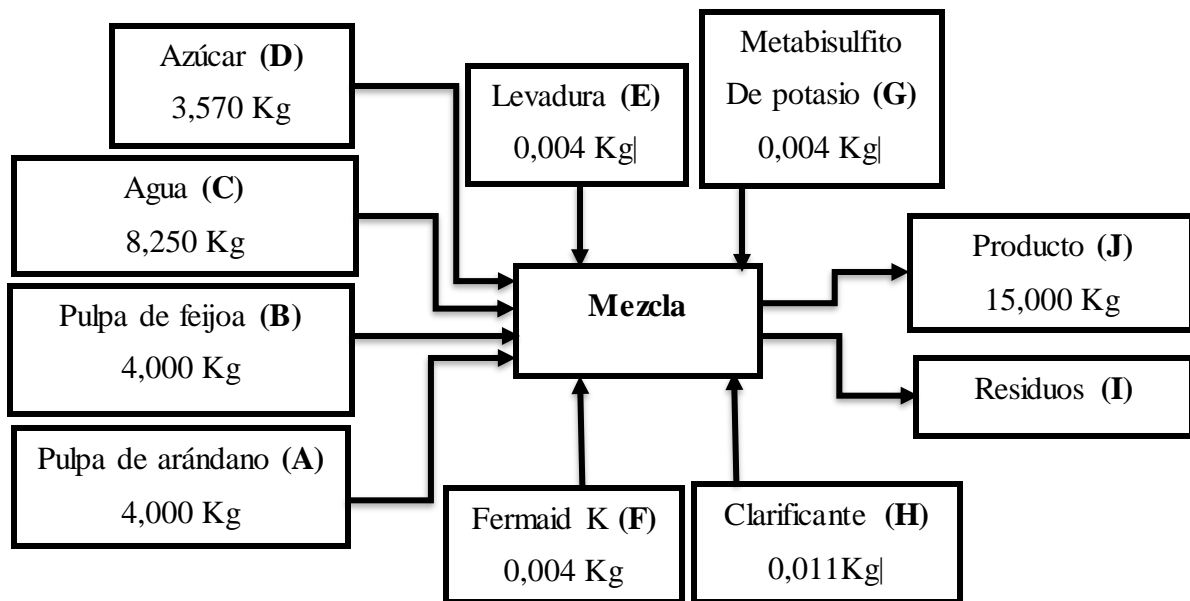 Azúcar (D)
3,570 Kg
Levadura (E)
0,004 Kg|
Metabisulfito
De potasio (G)
0,004 Kg|
Agua (C)
8,250 Kg
Pulpa de feijoa (B)
4,000 Kg
Pulpa de arándano (A)
4,000 Kg
Mezcla
Producto (J)
15,000 Kg
Residuos (I)
Fermaid K (F)
0,004 Kg
Clarificante (H)
0,011Kg|